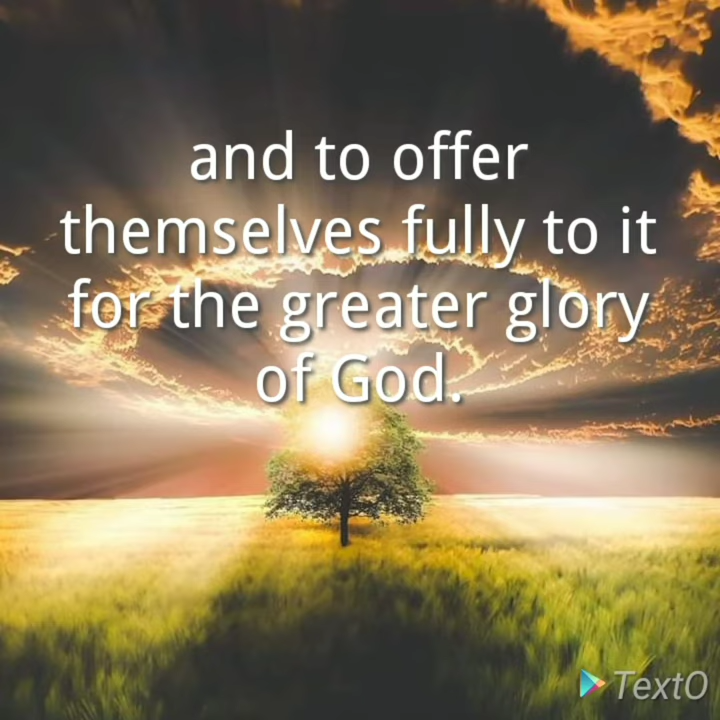 and to offer
themselves fully to it
for the greater glory
of God.
TextO